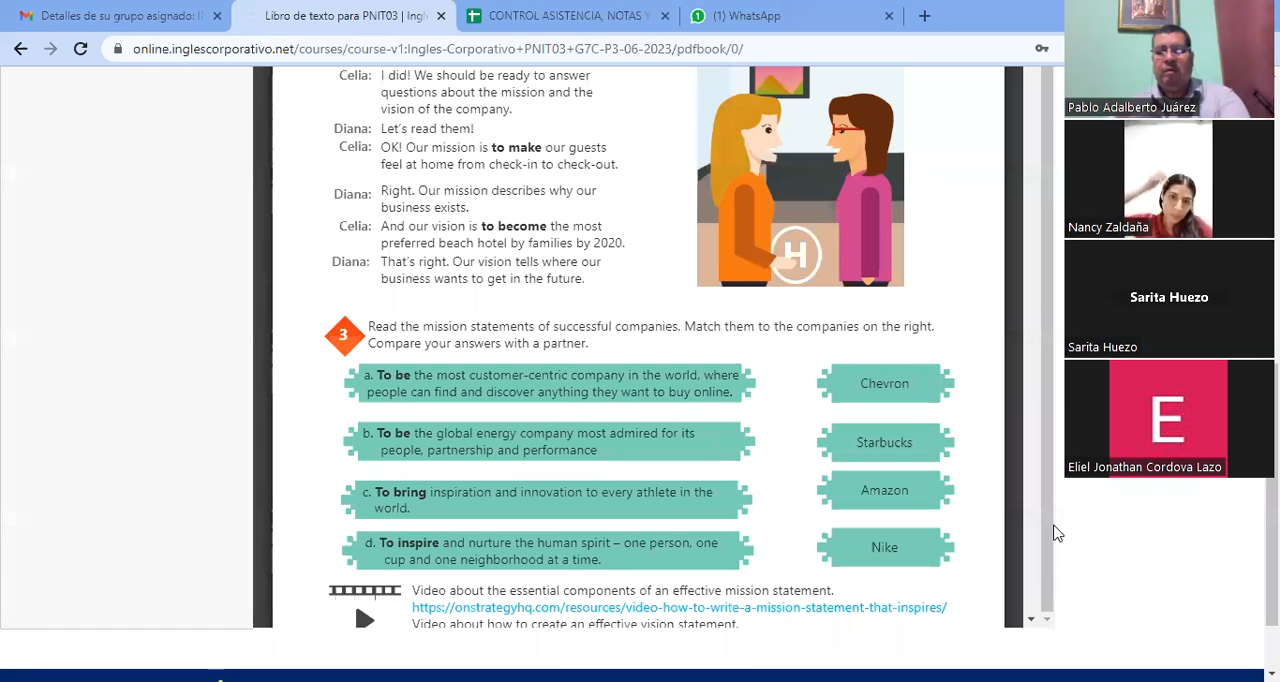 Detalles de su grupo asignado: I
Libro de texto para PNIT03 | Ingl
CONTROL ASISTENCIA, NOTAS Y
(1) WhatsApp
online.inglescorporativo.net/courses/course-v1:Ingles-Corporativo+PNIT03+G7C-P3-06-2023/pdfbook/0/
Celia: I did! We should be ready to answer
questions about the mission and the
vision of the company.
Diana: Let's read them!
Celia: OK! Our mission is to make our guests
feel at home from check-in to check-out.
Diana: Right. Our mission describes why our
business exists.
Celia: And our vision is to become the most
preferred beach hotel by families by 2020.
Diana: That's right. Our vision tells where our
business wants to get in the future.
H
3
Read the mission statements of successful companies. Match them to the companies on the right.
Compare your answers with a partner.
a. To be the most customer-centric company in the world, where
people can find and discover anything they want to buy online.
Chevron
b. To be the global energy company most admired for its
people, partnership and performance
Starbucks
c. To bring inspiration and innovation to every athlete in the
world.
Amazon
d. To inspire and nurture the human spirit – one person, one
cup and one neighborhood at a time.
Nike
Video about the essential components of an effective mission statement.
https://onstrategyhq.com/resources/video-how-to-write-a-mission-statement-that-inspires/
Video about how to create an effective vision statement.
Pablo Adalberto Juárez
Nancy Zaldaña
Sarita Huezo
Sarita Huezo
E
Eliel Jonathan Cordova Lazo